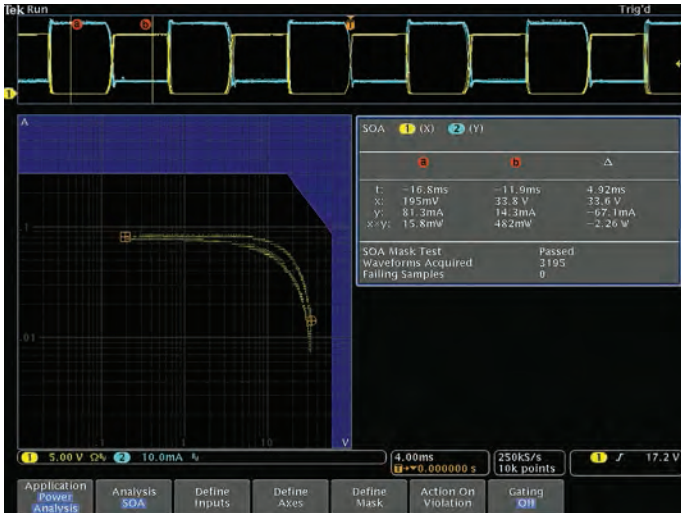 Tek Run Trig'd
a b T
1
SOA 1 (X) 2 (Y)
a b Δ
t: −16.8ms −11.9ms 4.92ms
x: 195mV 33.8 V 33.6 V
y: 81.3mA 14.3mA −67.1mA
x×y: 15.8mW 482mW −2.26 W
SOA Mask Test Passed
Waveforms Acquired 3195
Failing Samples 0
A
.1
.01
.1 1 10 V
1 5.00 V Ω 2 10.0mA 4.00ms 250kS/s 1 17.2 V
T 0.000000 s 10k points
Application
Power
Analysis
Analysis
SOA
Define
Inputs
Define
Axes
Define
Mask
Action On
Violation
Gating
Off